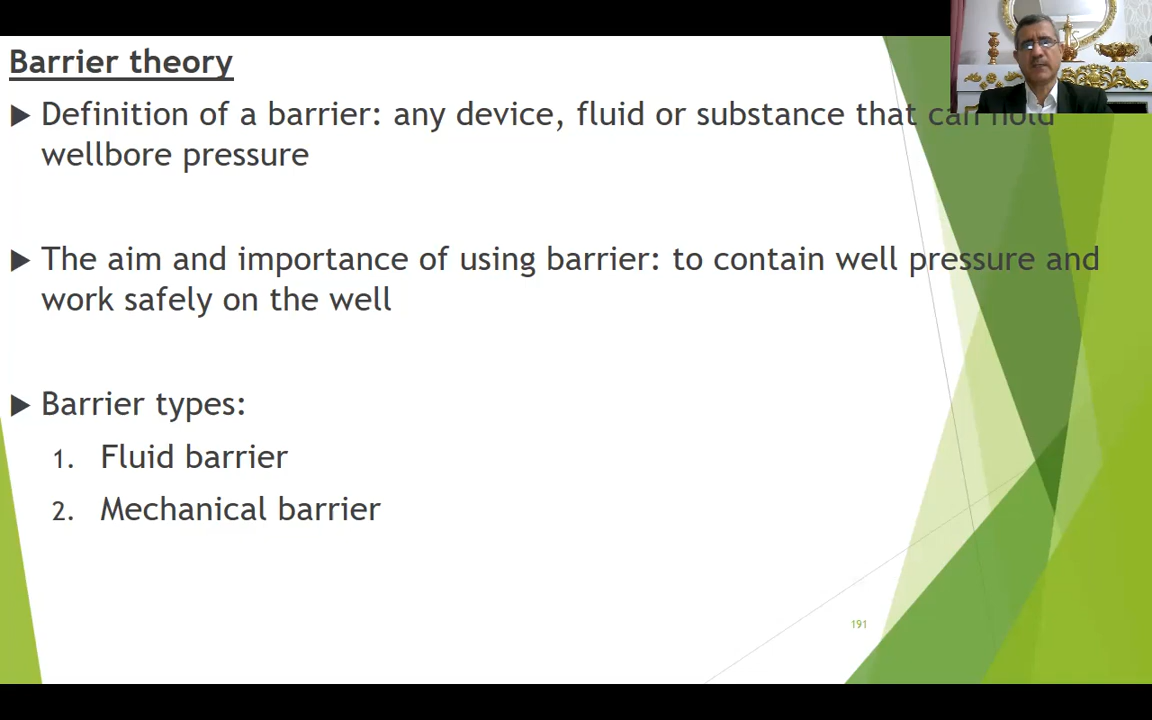 Barrier theory
Definition of a barrier: any device, fluid or substance that can hold
wellbore pressure
The aim and importance of using barrier: to contain well pressure and
work safely on the well
Barrier types:
1. Fluid barrier
2. Mechanical barrier
191